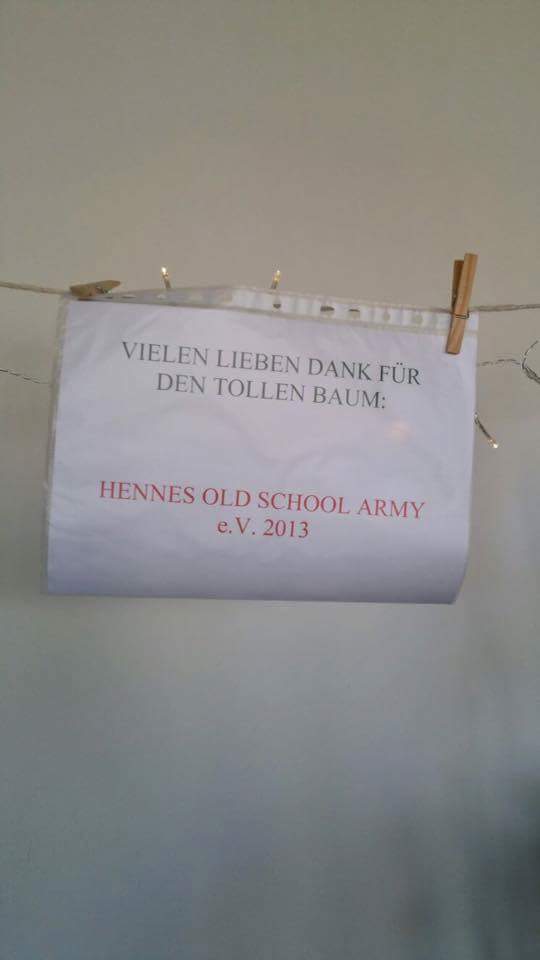 VIELEN LIEBEN DANK FÜR
DEN TOLLEN BAUM:
HENNES OLD SCHOOL ARMY
e.V. 2013